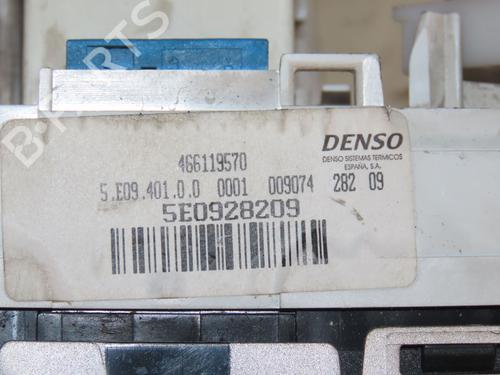 DENSO
DENSO SISTEMAS TERMICOS
ESPAÑA, S.A.
466119570
5.E09.401.0.0 0001 009074 282 09
5E0928209
B-PARTS